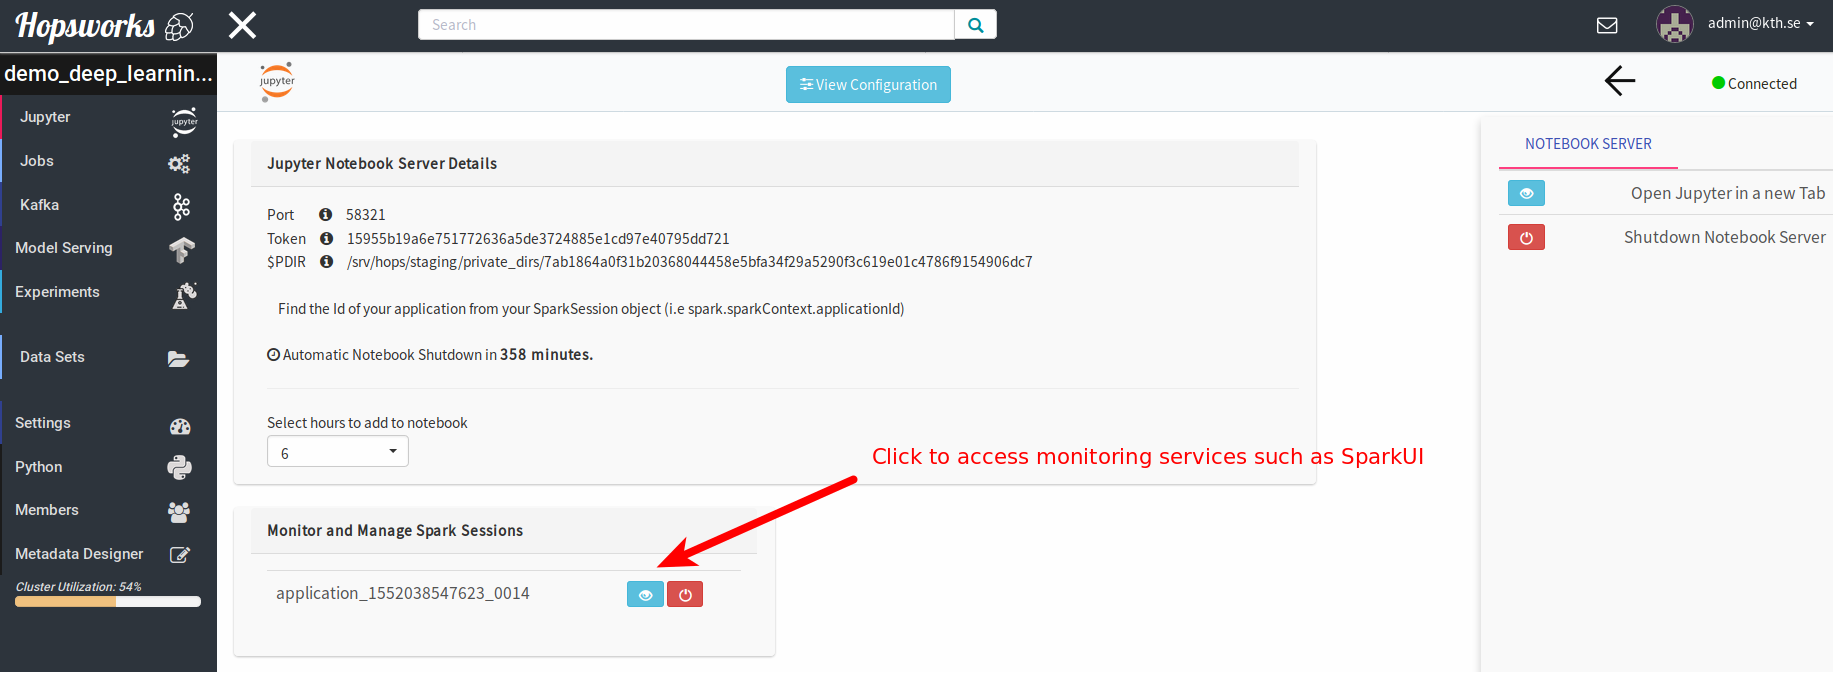 Hopsworks
Search
admin@kth.se
demo_deep_learnin...
Jupyter
jupyter
Jobs
Kafka
Model Serving
Experiments
Data Sets
Settings
Python
Members
Metadata Designer
Cluster Utilization: 54%
jupyter
View Configuration
Connected
Jupyter Notebook Server Details
Port 58321
Token 15955b19a6e751772636a5de3724885e1cd97e40795dd721
$PDIR /srv/hops/staging/private_dirs/7ab1864a0f31b20368044458e5bfa34f29a5290f3c619e01c4786f9154906dc7
Find the Id of your application from your SparkSession object (i.e spark.sparkContext.applicationId)
Automatic Notebook Shutdown in 358 minutes.
Select hours to add to notebook
6
Click to access monitoring services such as SparkUI
Monitor and Manage Spark Sessions
application_1552038547623_0014
NOTEBOOK SERVER
Open Jupyter in a new Tab
Shutdown Notebook Server